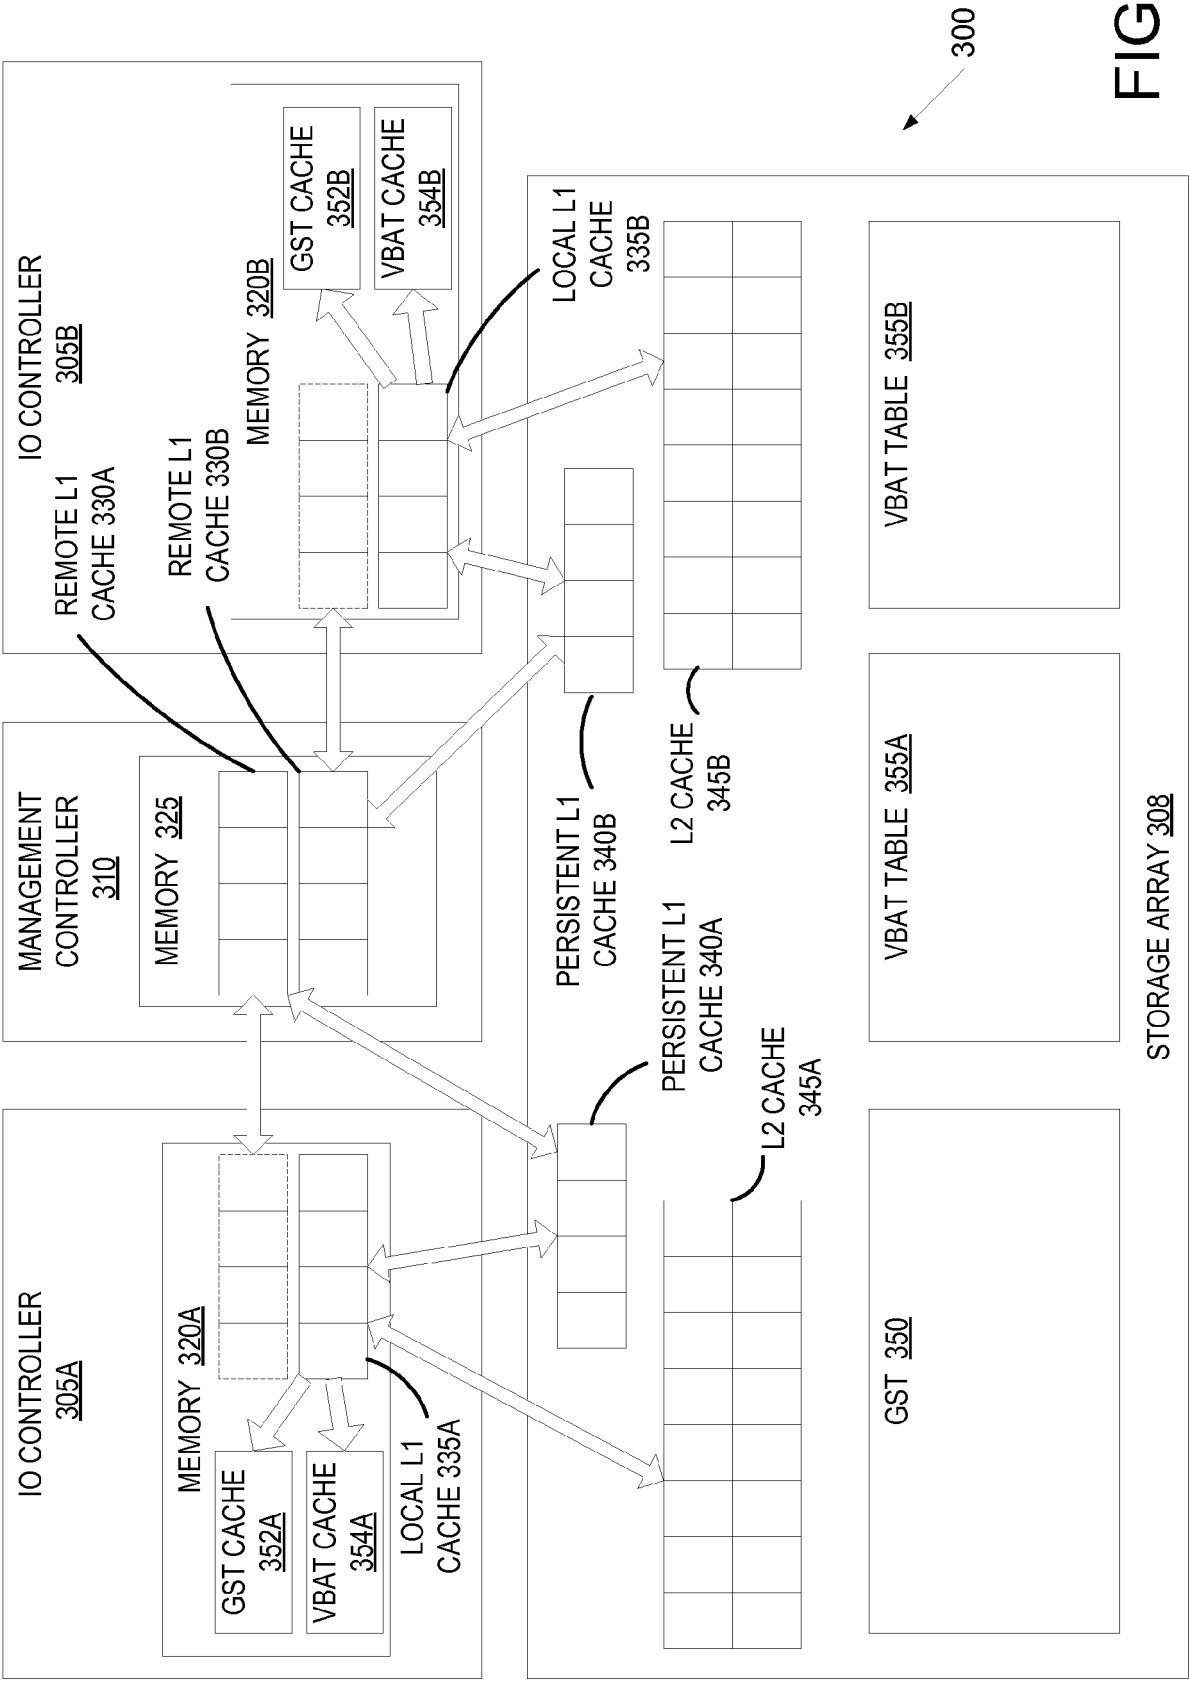 IO CONTROLLER
305A
MEMORY 320A
GST CACHE
352A
VBAT CACHE
354A
LOCAL L1
CACHE 335A
MANAGEMENT
CONTROLLER
310
MEMORY 325
REMOTE L1
CACHE 330A
REMOTE L1
CACHE 330B
IO CONTROLLER
305B
MEMORY 320B
GST CACHE
352B
VBAT CACHE
354B
LOCAL L1
CACHE
335B
PERSISTENT L1
CACHE 340A
PERSISTENT L1
CACHE 340B
L2 CACHE
345A
L2 CACHE
345B
GST 350
VBAT TABLE 355A
VBAT TABLE 355B
STORAGE ARRAY 308
300
FIG